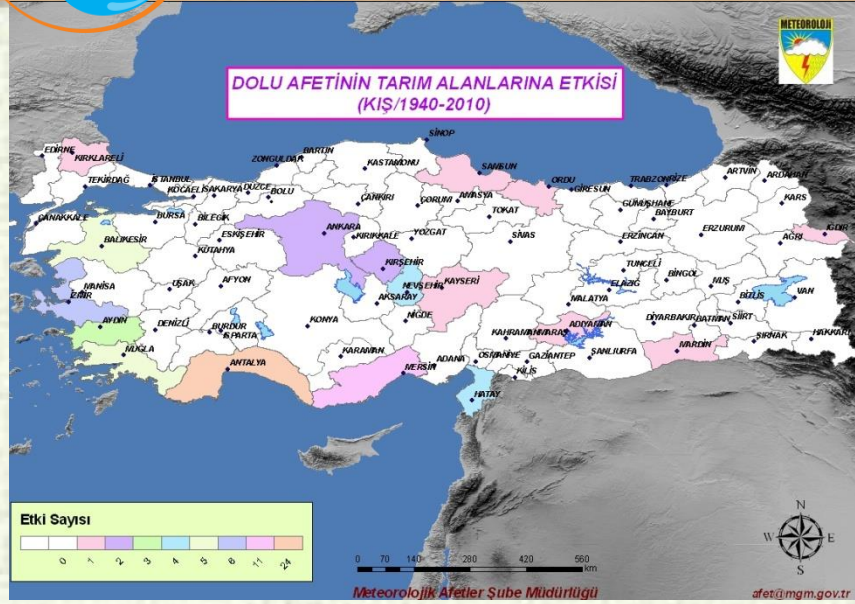 METEOROLOJİ
DOLU AFETİNİN TARIM ALANLARINA ETKİSİ
(KIŞ/1940-2010)
SİNOP
EDİRNE
KIRKLARELİ
ZONGULDAK
BARTIN
KASTAMONU
SAMSUN
TEKİRDAĞ
İSTANBUL
KOCAELİ
SAKARYA
DÜZCE
BOLU
ORDU
GİRESUN
TRABZON
RİZE
ARTVİN
ARDAHAN
ÇANKIRI
ÇORUM
AMASYA
TOKAT
GÜMÜŞHANE
BAYBURT
KARS
ÇANAKKALE
BURSA
BİLECİK
ESKİŞEHİR
ANKARA
KIRIKKALE
YOZGAT
SİVAS
ERZİNCAN
ERZURUM
AĞRI
IĞDIR
BALIKESİR
KÜTAHYA
KIRŞEHİR
NEVŞEHİR
KAYSERİ
TUNCELİ
ELAZIĞ
BİNGÖL
MUŞ
BİTLİS
VAN
MANİSA
İZMİR
UŞAK
AFYON
AKSARAY
NİĞDE
MALATYA
AYDIN
DENİZLİ
BURDUR
ISPARTA
KONYA
KAHRAMANMARAŞ
ADIYAMAN
DİYARBAKIR
BATMAN
SİİRT
ŞIRNAK
HAKKARİ
MUĞLA
ANTALYA
KARAMAN
MERSİN
ADANA
OSMANİYE
GAZİANTEP
KİLİS
ŞANLIURFA
MARDİN
HATAY
Etki Sayısı
0 1 2 3 4 5 6 11 24
0 70 140 280 420 560
km
N
W E
S
Meteorolojik Afetler Şube Müdürlüğü
afet@mgm.gov.tr